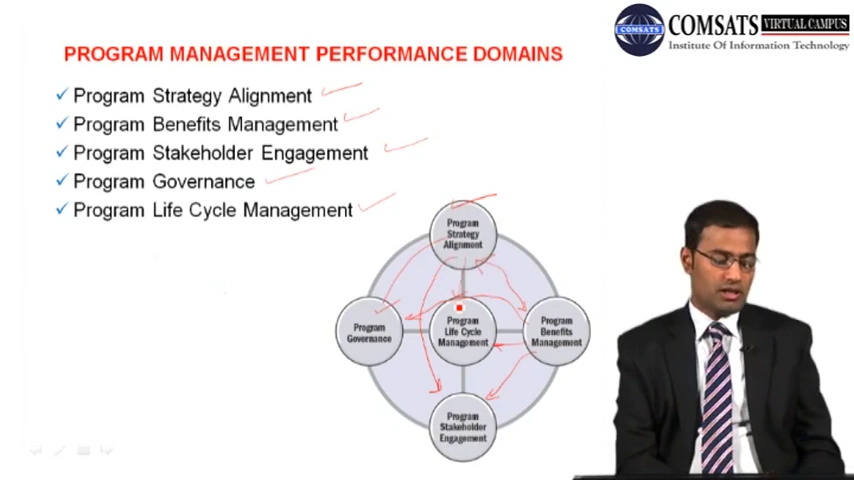 COMSATS VIRTUAL CAMPUS
COMSATS
Institute Of Information Technology
PROGRAM MANAGEMENT PERFORMANCE DOMAINS
Program Strategy Alignment
Program Benefits Management
Program Stakeholder Engagement
Program Governance
Program Life Cycle Management
Program
Strategy
Alignment
Program
Governance
Program
Life Cycle
Management
Program
Benefits
Management
Program
Stakeholder
Engagement